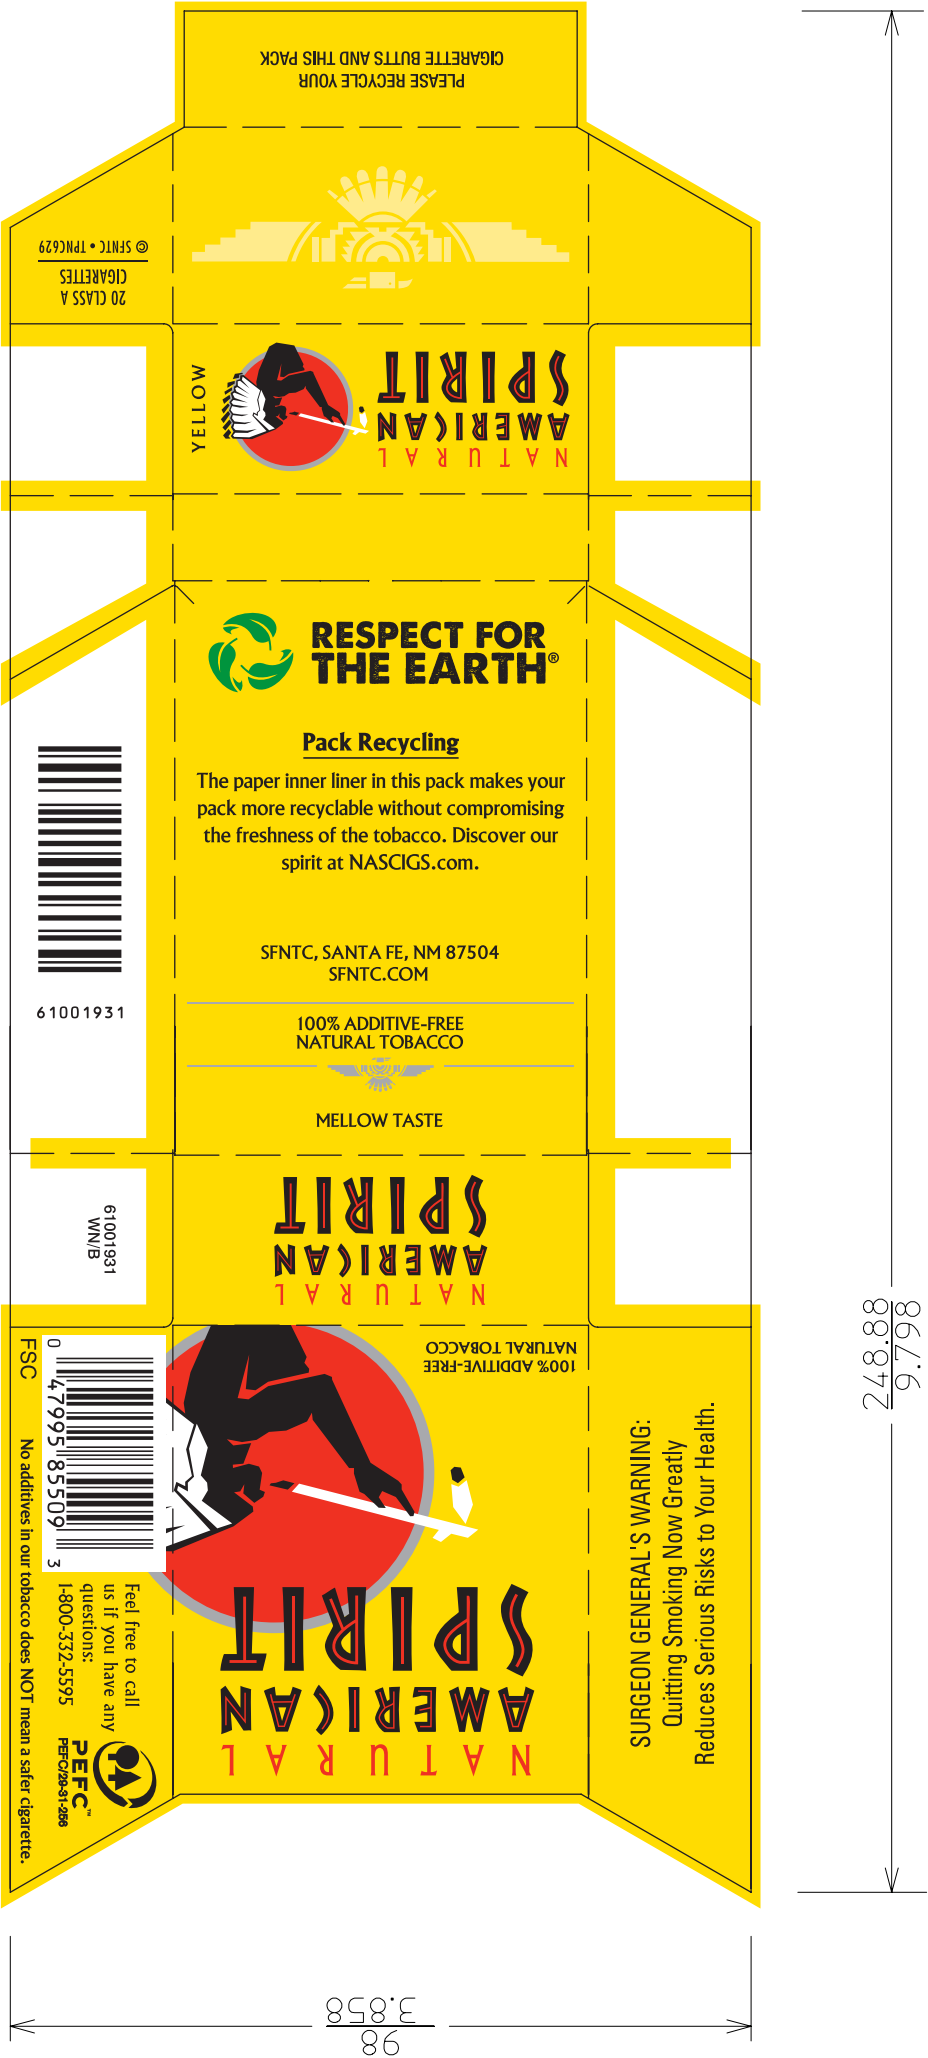 PLEASE RECYCLE YOUR
CIGARETTE BUTTS AND THIS PACK
20 CLASS A
CIGARETTES
© SFNTC • TPNC629
YELLOW
NATURAL
AMERICAN
SPIRIT
RESPECT FOR
THE EARTH®
Pack Recycling
The paper inner liner in this pack makes your
pack more recyclable without compromising
the freshness of the tobacco. Discover our
spirit at NASCIGS.com.
SFNTC, SANTA FE, NM 87504
SFNTC.COM
61001931
100% ADDITIVE-FREE
NATURAL TOBACCO
MELLOW TASTE
NATURAL
AMERICAN
SPIRIT
61001931
WN/B
100% ADDITIVE-FREE
NATURAL TOBACCO
NATURAL
AMERICAN
SPIRIT
FSC
No additives in our tobacco does NOT mean a safer cigarette.
0 47995 85509 3
Feel free to call
us if you have any
questions:
1-800-332-5595
PEFC™
PEFC/29-31-256
SURGEON GENERAL'S WARNING:
Quitting Smoking Now Greatly
Reduces Serious Risks to Your Health.
248.88
9.798
98
3.858